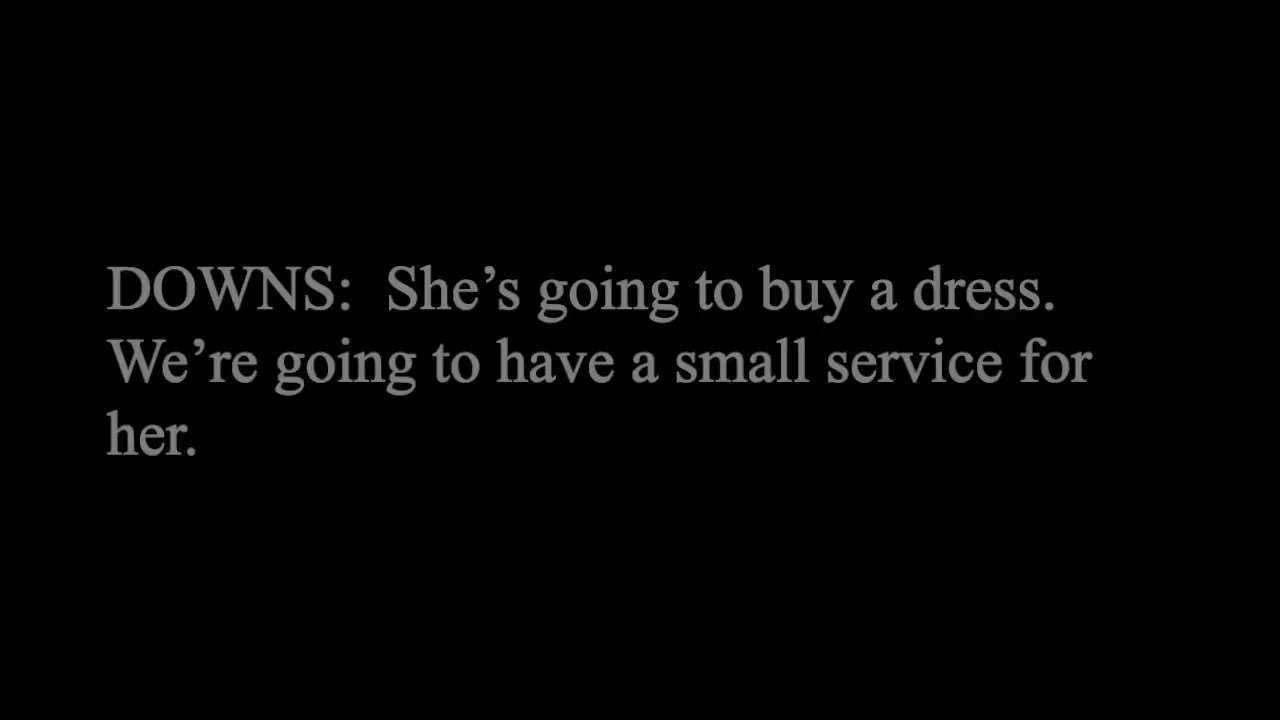 DOWNS:  She’s going to buy a dress.
We’re going to have a small service for
her.